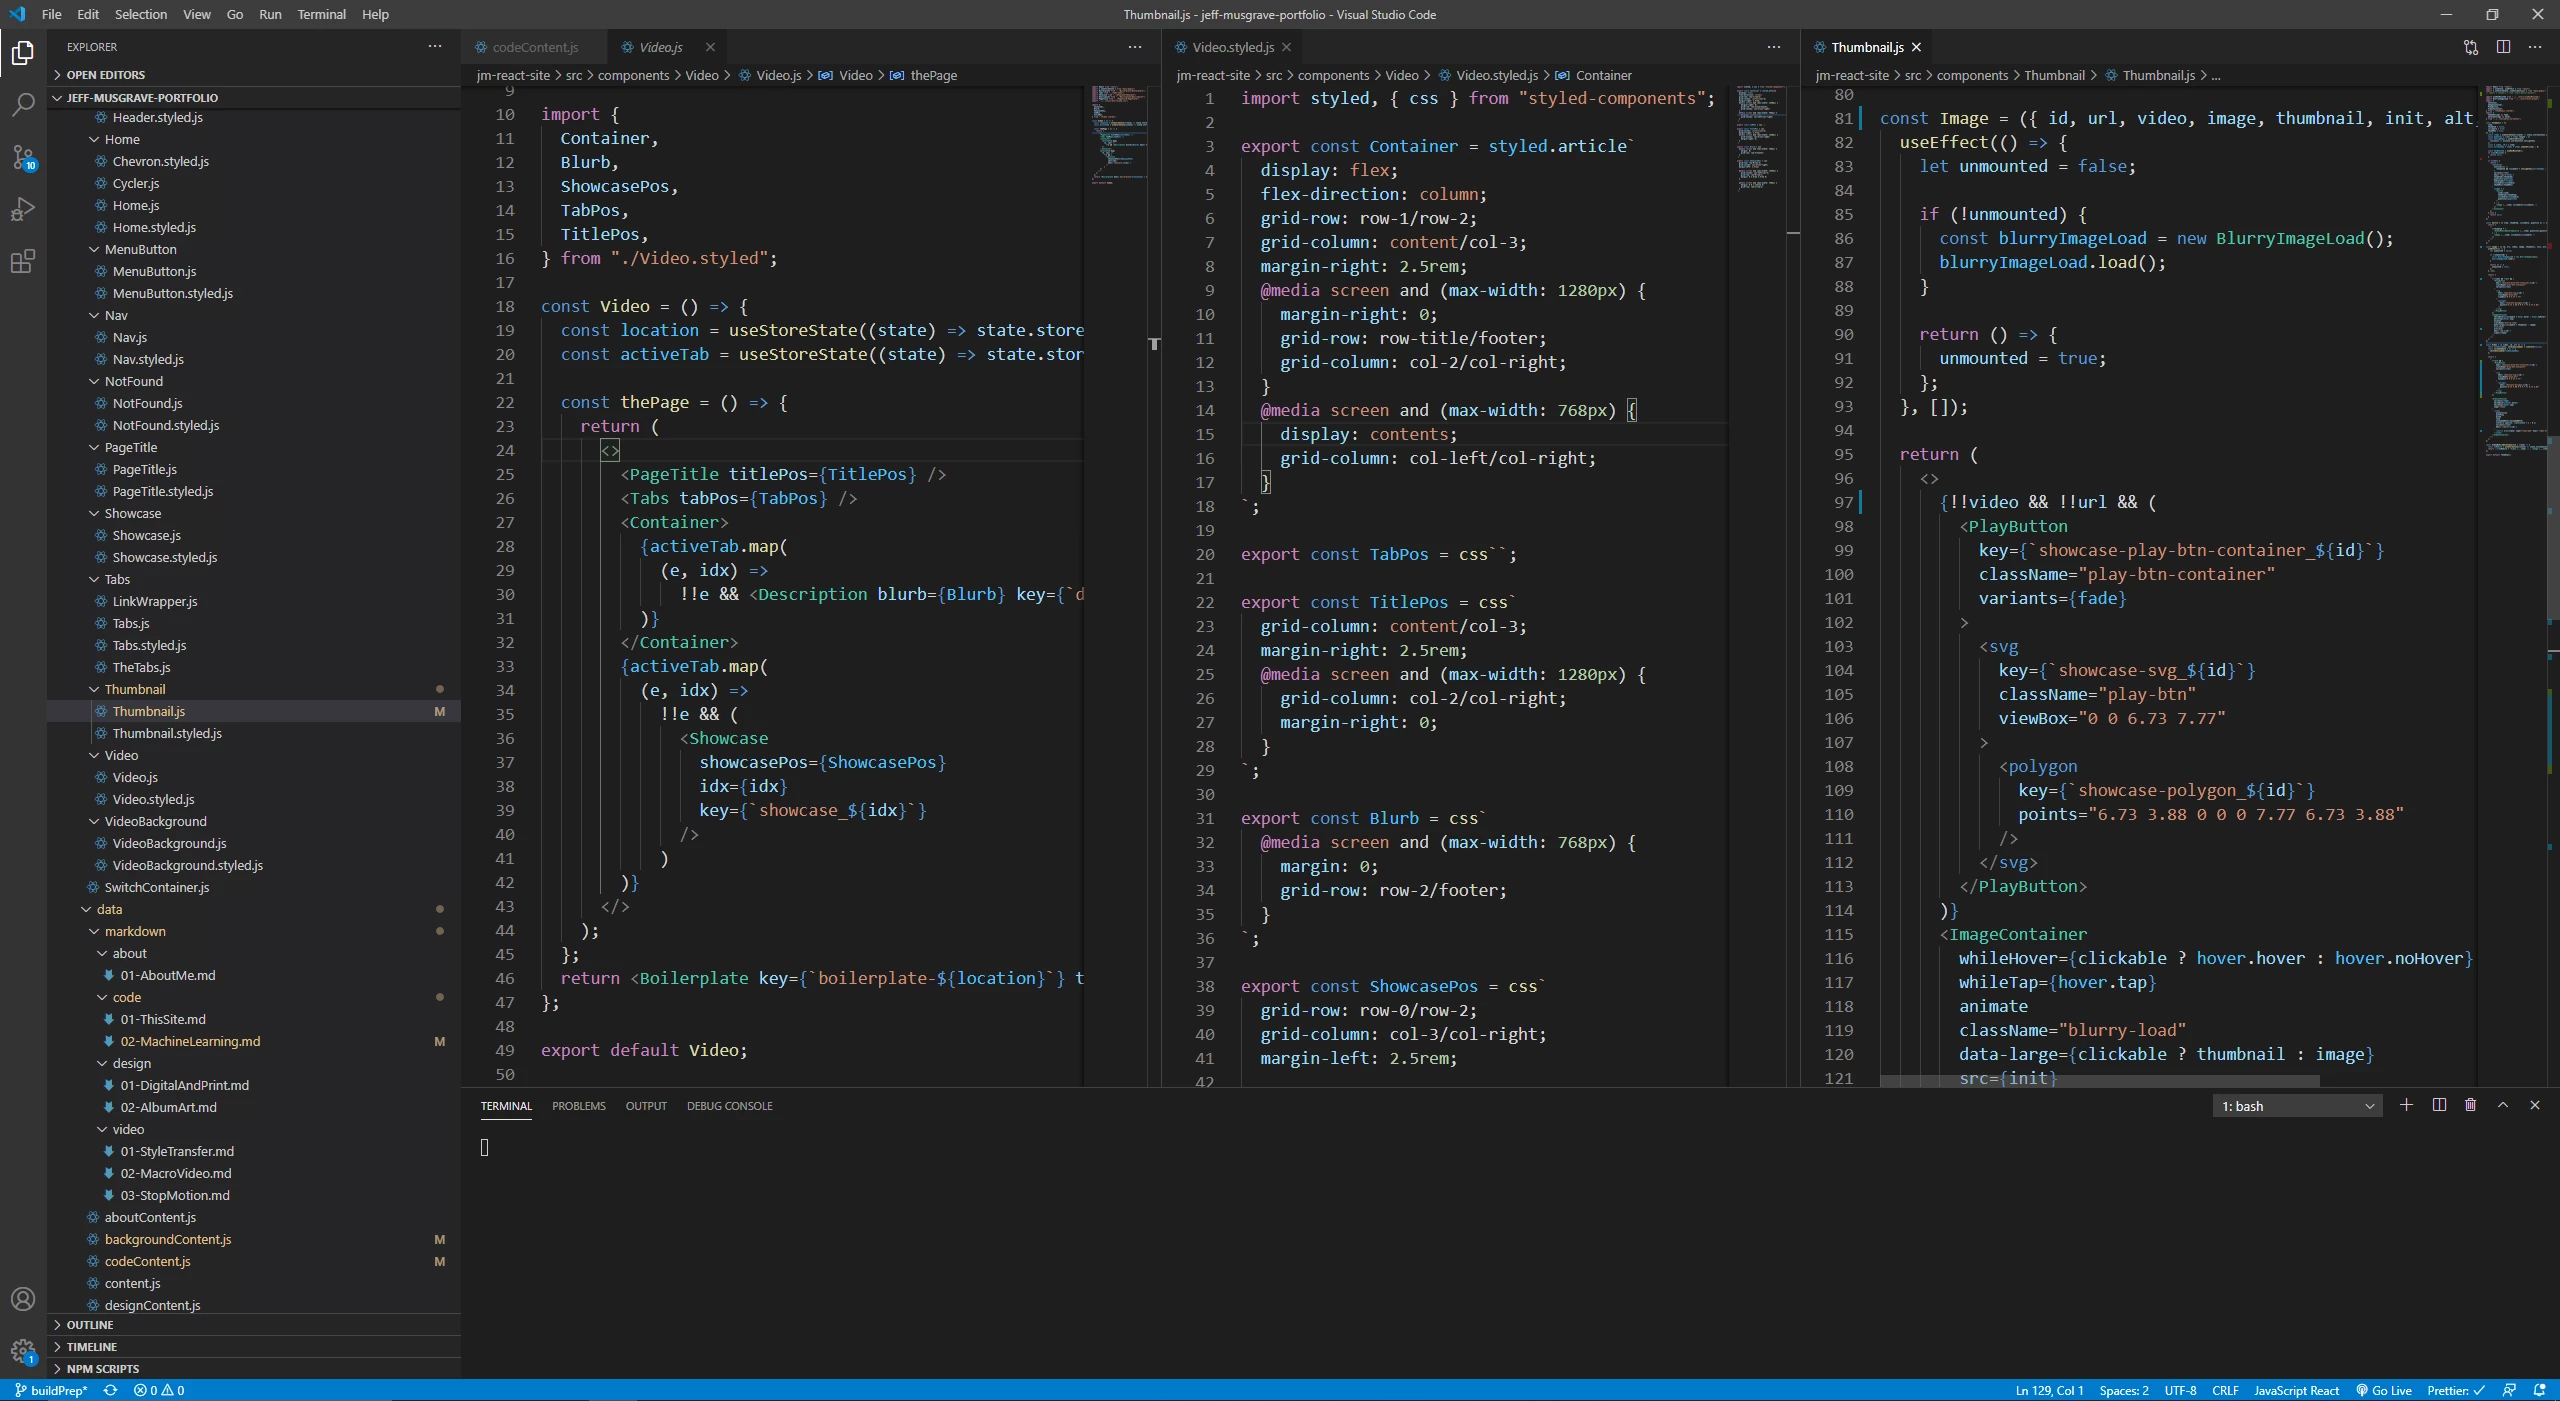 File Edit Selection View Go Run Terminal Help
Thumbnail.js - jeff-musgrave-portfolio - Visual Studio Code
EXPLORER
OPEN EDITORS
JEFF-MUSGRAVE-PORTFOLIO
Header.styled.js
Home
Chevron.styled.js
Cycler.js
Home.js
Home.styled.js
MenuButton
MenuButton.js
MenuButton.styled.js
Nav
Nav.js
Nav.styled.js
NotFound
NotFound.js
NotFound.styled.js
PageTitle
PageTitle.js
PageTitle.styled.js
Showcase
Showcase.js
Showcase.styled.js
Tabs
LinkWrapper.js
Tabs.js
Tabs.styled.js
TheTabs.js
Thumbnail
Thumbnail.js M
Thumbnail.styled.js
Video
Video.js
Video.styled.js
VideoBackground
VideoBackground.js
VideoBackground.styled.js
SwitchContainer.js
data
markdown
about
01-AboutMe.md
code
01-ThisSite.md
02-MachineLearning.md M
design
01-DigitalAndPrint.md
02-AlbumArt.md
video
01-StyleTransfer.md
02-MacroVideo.md
03-StopMotion.md
aboutContent.js
backgroundContent.js M
codeContent.js M
content.js
designContent.js
OUTLINE
TIMELINE
NPM SCRIPTS
10
1
codeContent.js Video.js
jm-react-site > src > components > Video > Video.js > Video > thePage
9
10 import {
11 Container,
12 Blurb,
13 ShowcasePos,
14 TabPos,
15 TitlePos,
16 } from "./Video.styled";
17
18 const Video = () => {
19 const location = useStoreState((state) => state.store
20 const activeTab = useStoreState((state) => state.stor
21
22 const thePage = () => {
23 return (
24 <>
25 <PageTitle titlePos={TitlePos} />
26 <Tabs tabPos={TabPos} />
27 <Container>
28 {activeTab.map(
29 (e, idx) =>
30 !!e && <Description blurb={Blurb} key={`d
31 )}
32 </Container>
33 {activeTab.map(
34 (e, idx) =>
35 !!e && (
36 <Showcase
37 showcasePos={ShowcasePos}
38 idx={idx}
39 key={`showcase_${idx}`}
40 />
41 )
42 )}
43 </>
44 );
45 };
46 return <Boilerplate key={`boilerplate-${location}`} t
47 };
48
49 export default Video;
50
Video.styled.js
jm-react-site > src > components > Video > Video.styled.js > Container
1 import styled, { css } from "styled-components";
2
3 export const Container = styled.article`
4 display: flex;
5 flex-direction: column;
6 grid-row: row-1/row-2;
7 grid-column: content/col-3;
8 margin-right: 2.5rem;
9 @media screen and (max-width: 1280px) {
10 margin-right: 0;
11 grid-row: row-title/footer;
12 grid-column: col-2/col-right;
13 }
14 @media screen and (max-width: 768px) {
15 display: contents;
16 grid-column: col-left/col-right;
17 }
18 `;
19
20 export const TabPos = css``;
21
22 export const TitlePos = css`
23 grid-column: content/col-3;
24 margin-right: 2.5rem;
25 @media screen and (max-width: 1280px) {
26 grid-column: col-2/col-right;
27 margin-right: 0;
28 }
29 `;
30
31 export const Blurb = css`
32 @media screen and (max-width: 768px) {
33 margin: 0;
34 grid-row: row-2/footer;
35 }
36 `;
37
38 export const ShowcasePos = css`
39 grid-row: row-0/row-2;
40 grid-column: col-3/col-right;
41 margin-left: 2.5rem;
42
Thumbnail.js
jm-react-site > src > components > Thumbnail > Thumbnail.js > ...
80
81 const Image = ({ id, url, video, image, thumbnail, init, alt,
82 useEffect(() => {
83 let unmounted = false;
84
85 if (!unmounted) {
86 const blurryImageLoad = new BlurryImageLoad();
87 blurryImageLoad.load();
88 }
89
90 return () => {
91 unmounted = true;
92 };
93 }, []);
94
95 return (
96 <>
97 {!!video && !!url && (
98 <PlayButton
99 key={`showcase-play-btn-container_${id}`}
100 className="play-btn-container"
101 variants={fade}
102 >
103 <svg
104 key={`showcase-svg_${id}`}
105 className="play-btn"
106 viewBox="0 0 6.73 7.77"
107 >
108 <polygon
109 key={`showcase-polygon_${id}`}
110 points="6.73 3.88 0 0 0 7.77 6.73 3.88"
111 />
112 </svg>
113 </PlayButton>
114 )}
115 <ImageContainer
116 whileHover={clickable ? hover.hover : hover.noHover}
117 whileTap={hover.tap}
118 animate
119 className="blurry-load"
120 data-large={clickable ? thumbnail : image}
121 src={init}
TERMINAL PROBLEMS OUTPUT DEBUG CONSOLE
1: bash
buildPrep* 0 0
Ln 129, Col 1 Spaces: 2 UTF-8 CRLF JavaScript React Go Live Prettier: ✓